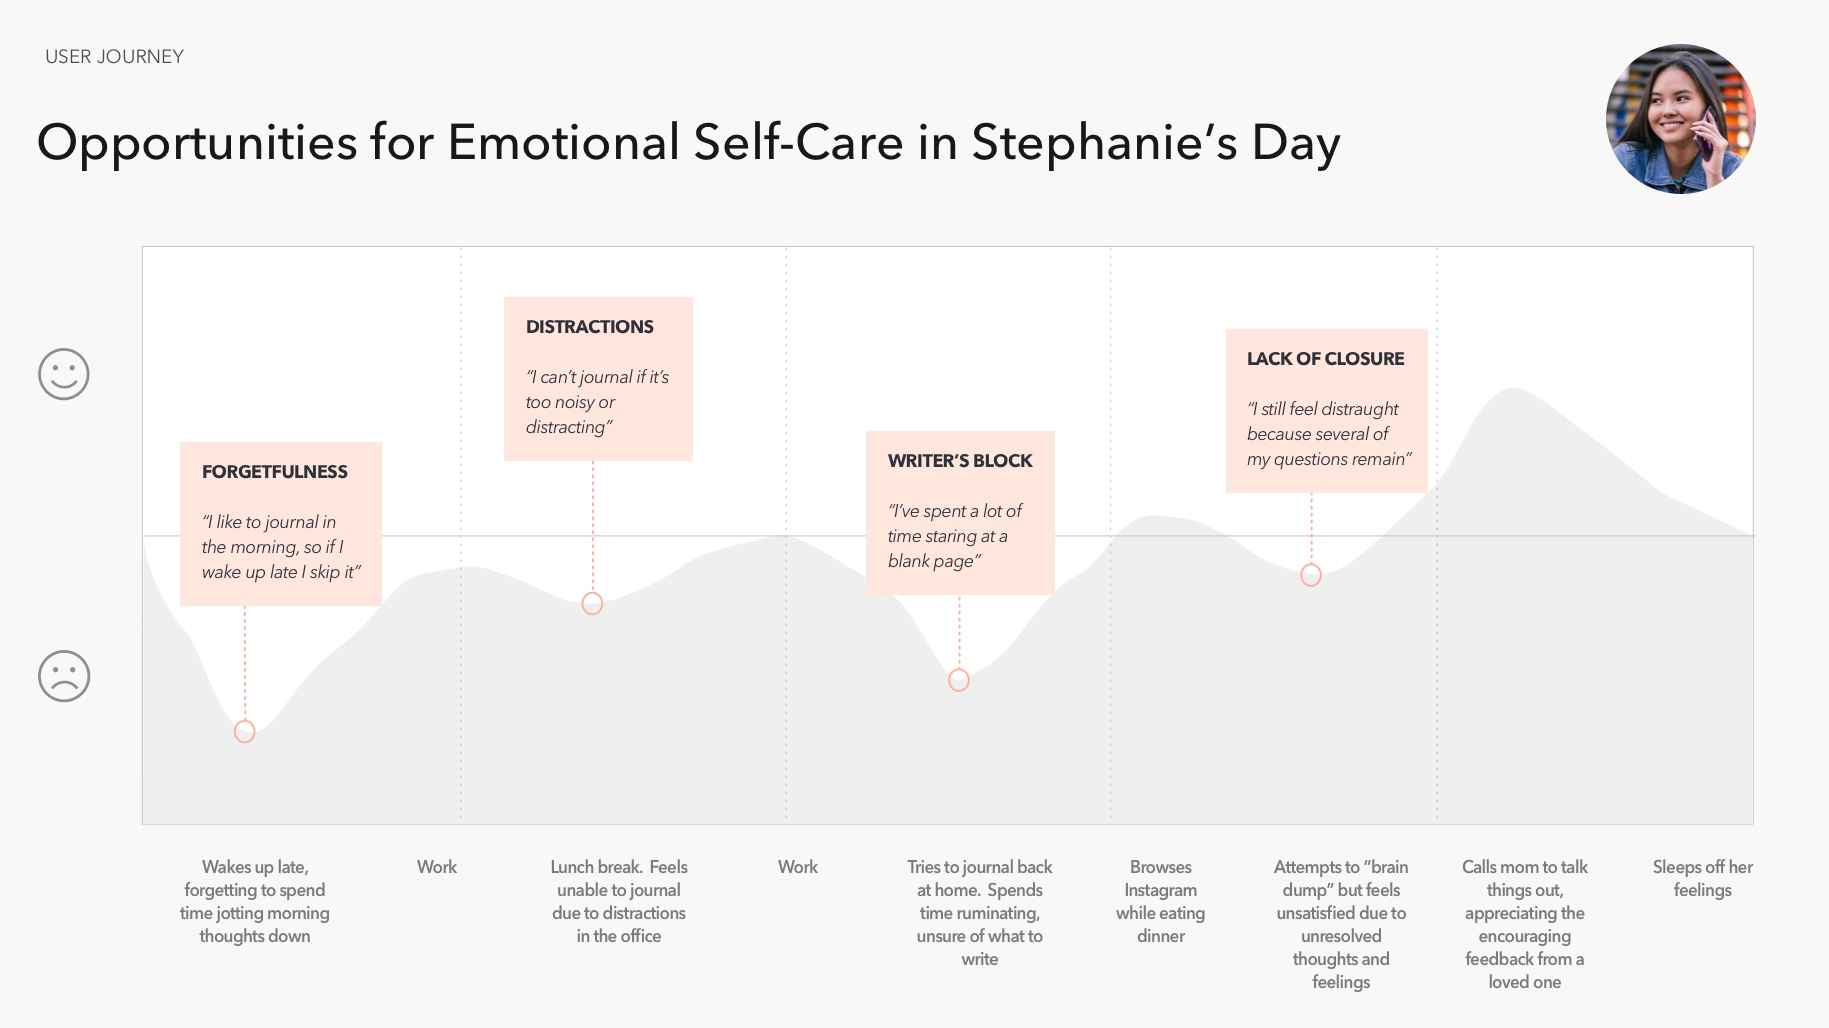 USER JOURNEY
Opportunities for Emotional Self-Care in Stephanie’s Day
FORGETFULNESS
“I like to journal in
the morning, so if I
wake up late I skip it”
DISTRACTIONS
“I can’t journal if it’s
too noisy or
distracting”
WRITER’S BLOCK
“I’ve spent a lot of
time staring at a
blank page”
LACK OF CLOSURE
“I still feel distraught
because several of
my questions remain”
Wakes up late,
forgetting to spend
time jotting morning
thoughts down
Work
Lunch break. Feels
unable to journal
due to distractions
in the office
Work
Tries to journal back
at home. Spends
time ruminating,
unsure of what to
write
Browses
Instagram
while eating
dinner
Attempts to “brain
dump” but feels
unsatisfied due to
unresolved
thoughts and
feelings
Calls mom to talk
things out,
appreciating the
encouraging
feedback from a
loved one
Sleeps off her
feelings